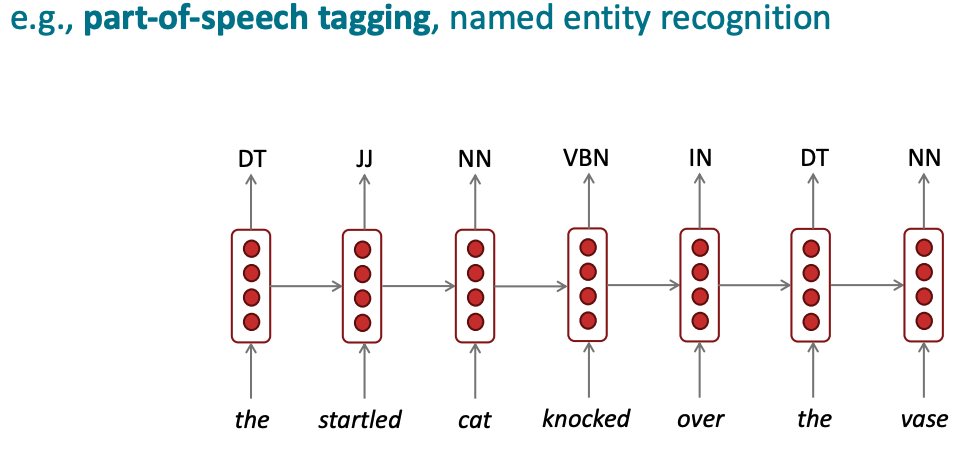 e.g., part-of-speech tagging, named entity recognition
DT JJ NN VBN IN DT NN
the startled cat knocked over the vase